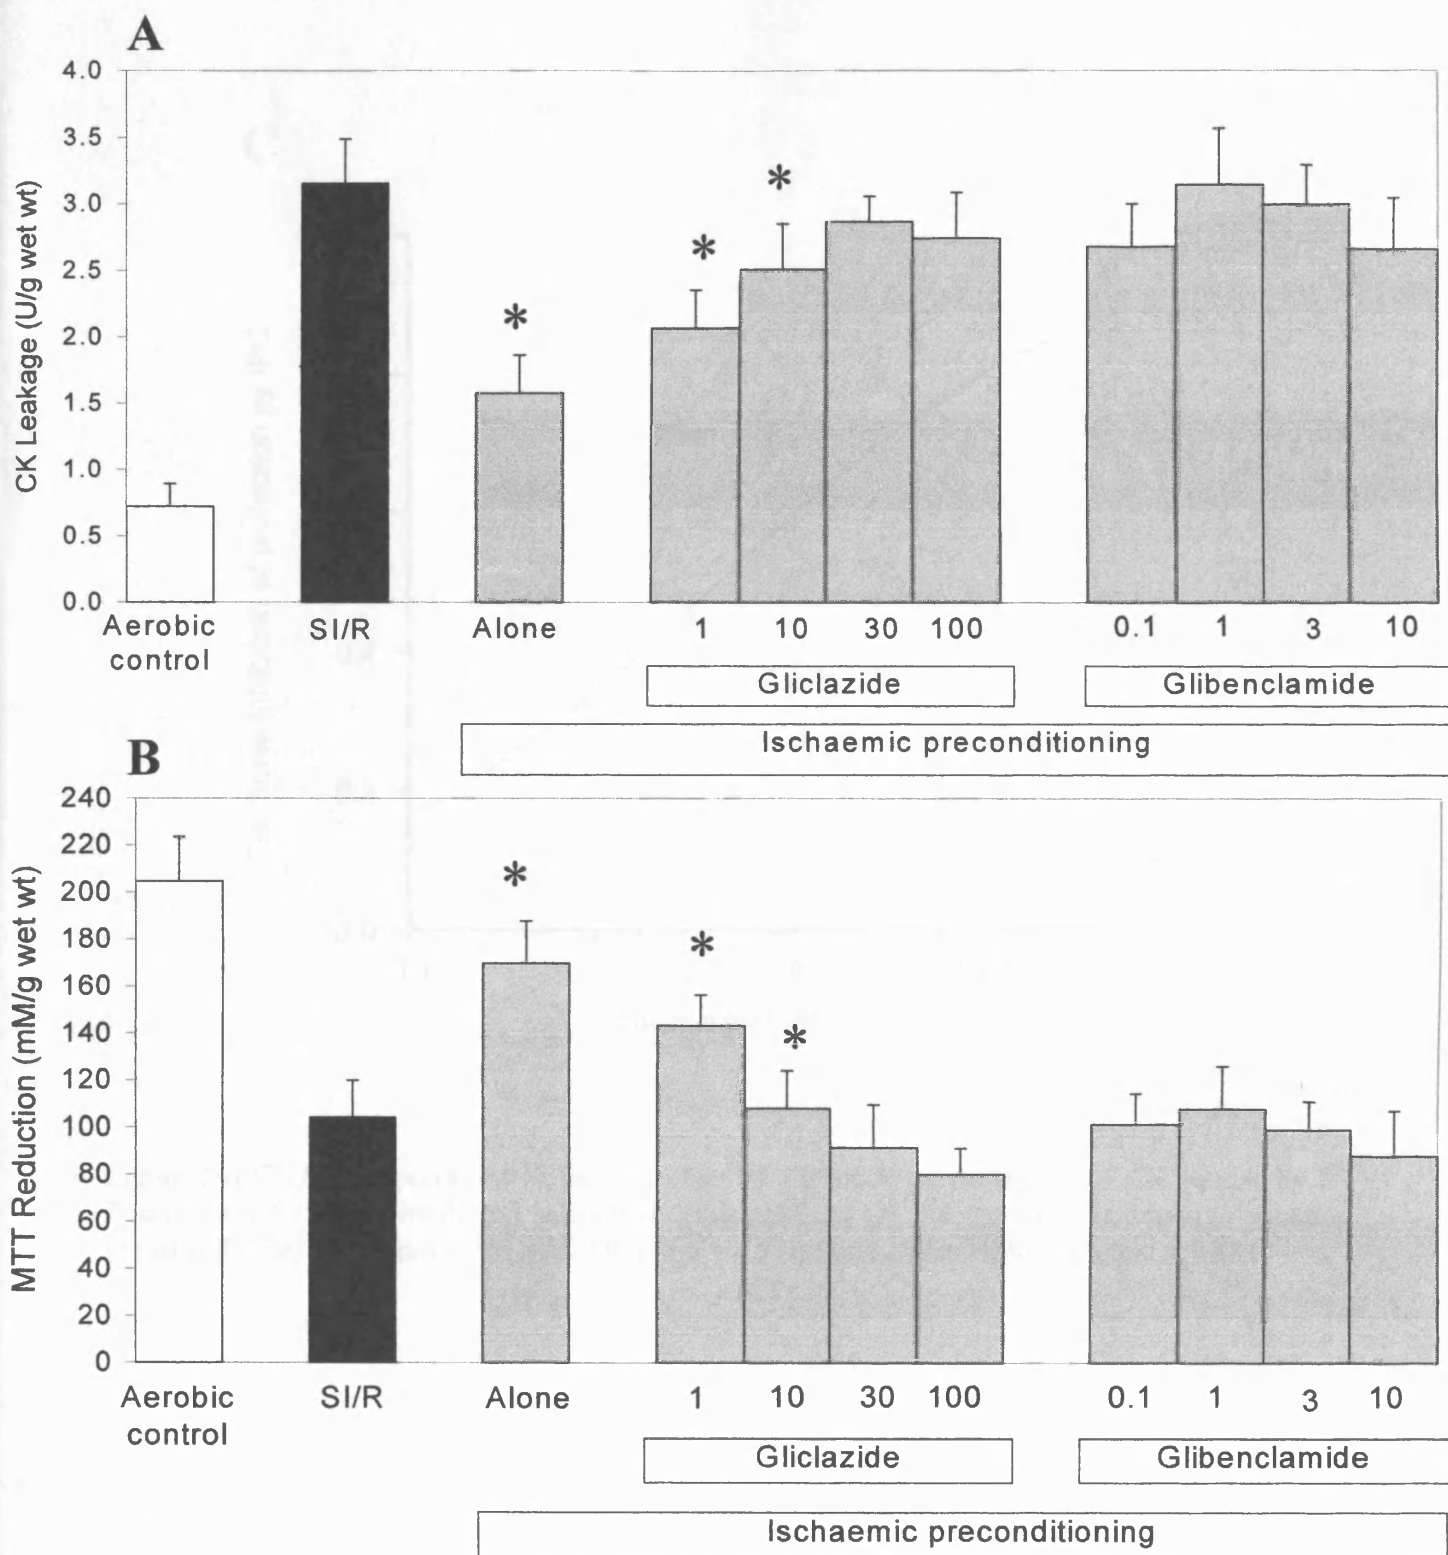 A
4.0
3.5
3.0
2.5
2.0
1.5
1.0
0.5
0.0
CK Leakage (U/g wet wt)
*
*
*
Aerobic control
SI/R
Alone
1 10 30 100
0.1 1 3 10
Gliclazide
Glibenclamide
Ischaemic preconditioning
B
240
220
200
180
160
140
120
100
80
60
40
20
0
MTT Reduction (mM/g wet wt)
*
*
*
Aerobic control
SI/R
Alone
1 10 30 100
0.1 1 3 10
Gliclazide
Glibenclamide
Ischaemic preconditioning